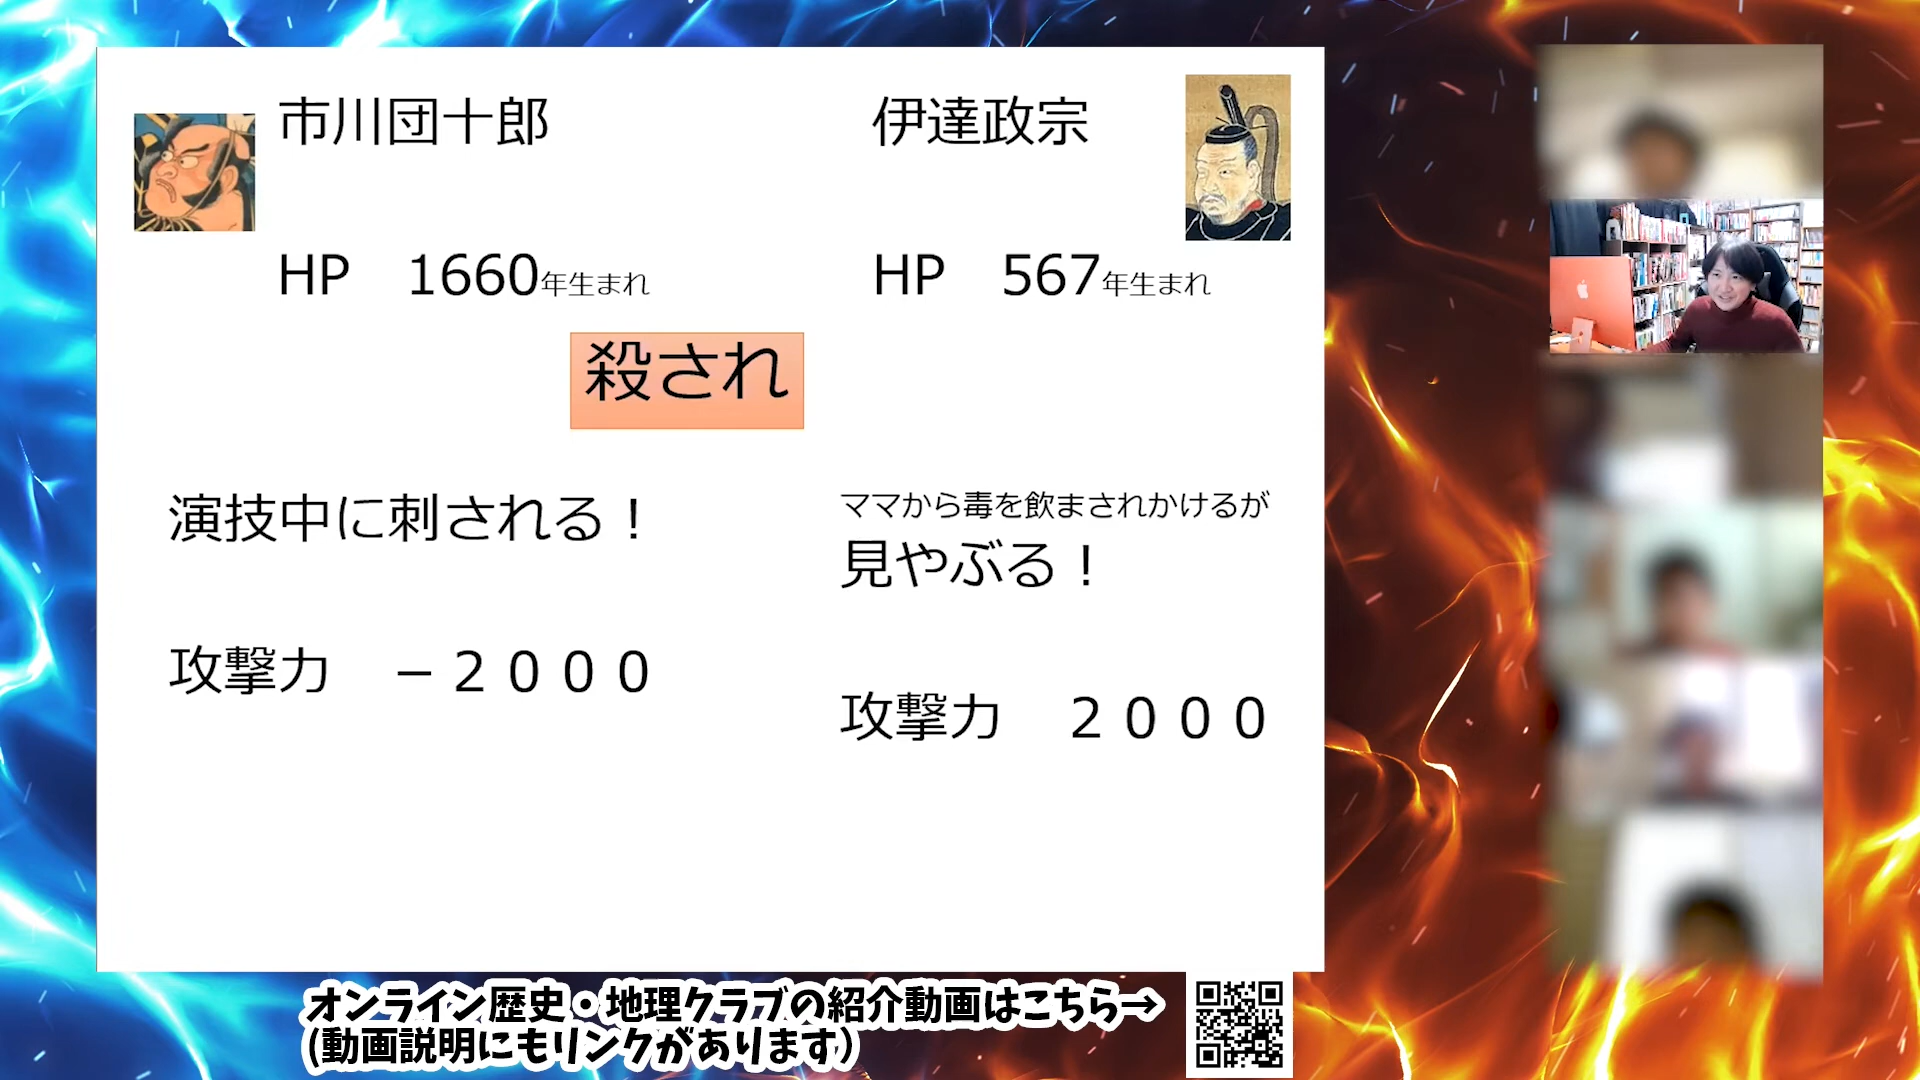 市川団十郎
伊達政宗
HP 1660年生まれ
HP 567年生まれ
殺され
演技中に刺される！
ママから毒を飲まされかけるが
見やぶる！
攻撃力 －２０００
攻撃力 ２０００
オンライン歴史・地理クラブの紹介動画はこちら→
(動画説明にもリンクがあります)